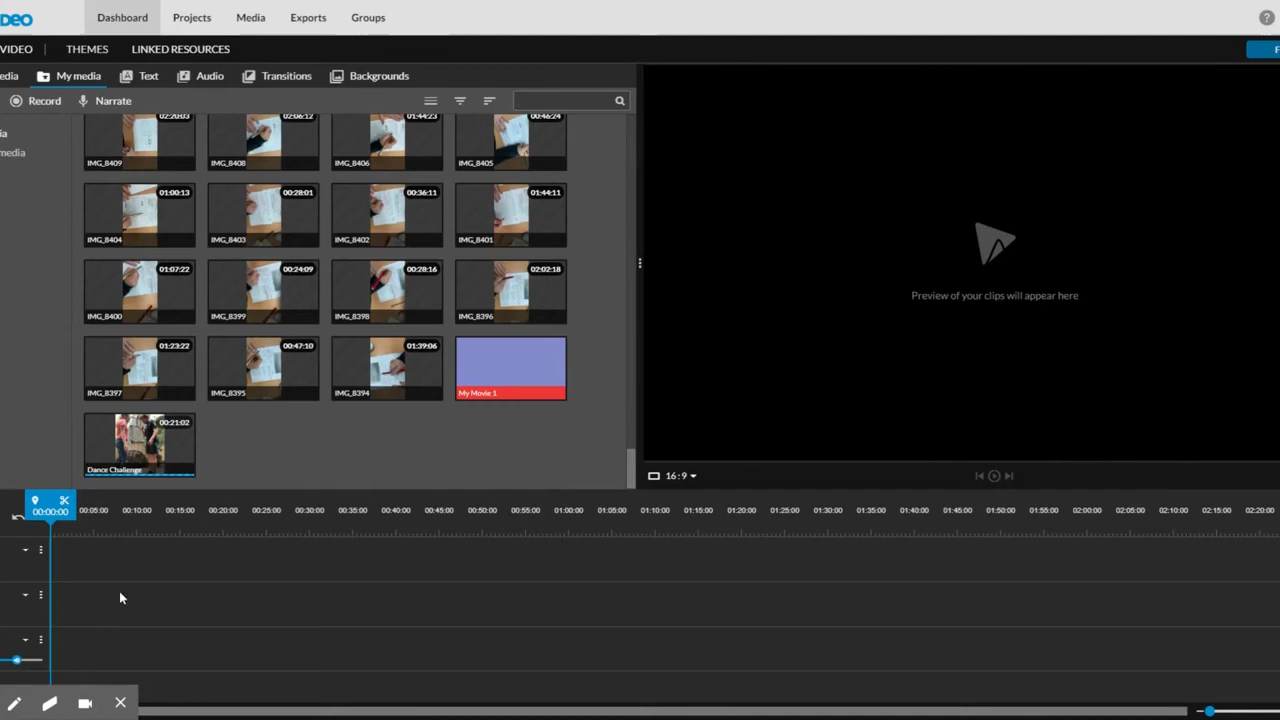 DEO Dashboard Projects Media Exports Groups ?
VIDEO THEMES LINKED RESOURCES F
edia My media Text Audio Transitions Backgrounds
Record Narrate
a
media
02:20:03 02:06:12 01:44:23 00:46:24
IMG_8409 IMG_8408 IMG_8406 IMG_8405
01:00:13 00:28:01 00:36:11 01:44:11
IMG_8404 IMG_8403 IMG_8402 IMG_8401
01:07:22 00:24:09 00:28:16 02:02:18
IMG_8400 IMG_8399 IMG_8398 IMG_8396
01:23:22 00:47:10 01:39:06
IMG_8397 IMG_8395 IMG_8394 My Movie 1
00:21:02
Dance Challenge
Preview of your clips will appear here
16:9
00:00:00 00:05:00 00:10:00 00:15:00 00:20:00 00:25:00 00:30:00 00:35:00 00:40:00 00:45:00 00:50:00 00:55:00 01:00:00 01:05:00 01:10:00 01:15:00 01:20:00 01:25:00 01:30:00 01:35:00 01:40:00 01:45:00 01:50:00 01:55:00 02:00:00 02:05:00 02:10:00 02:15:00 02:20:00